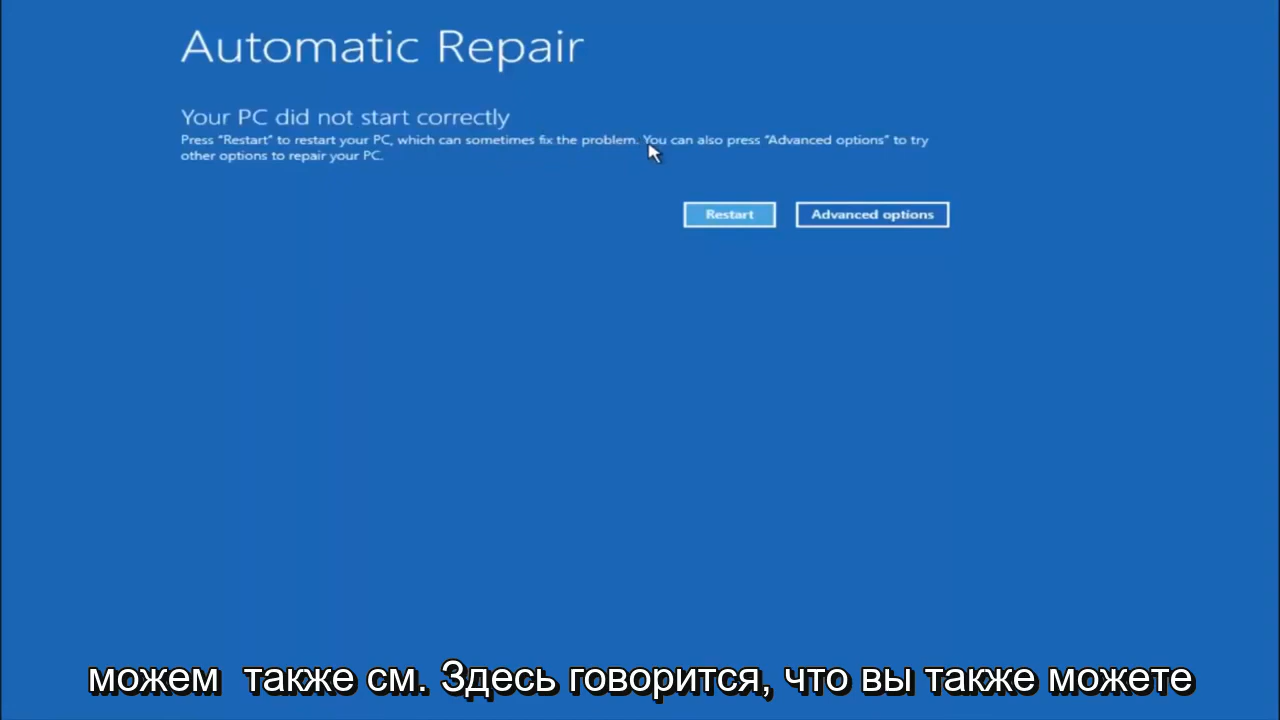 Automatic Repair
Your PC did not start correctly
Press "Restart" to restart your PC, which can sometimes fix the problem. You can also press "Advanced options" to try
other options to repair your PC.
Restart Advanced options
можем также см. Здесь говорится, что вы также можете